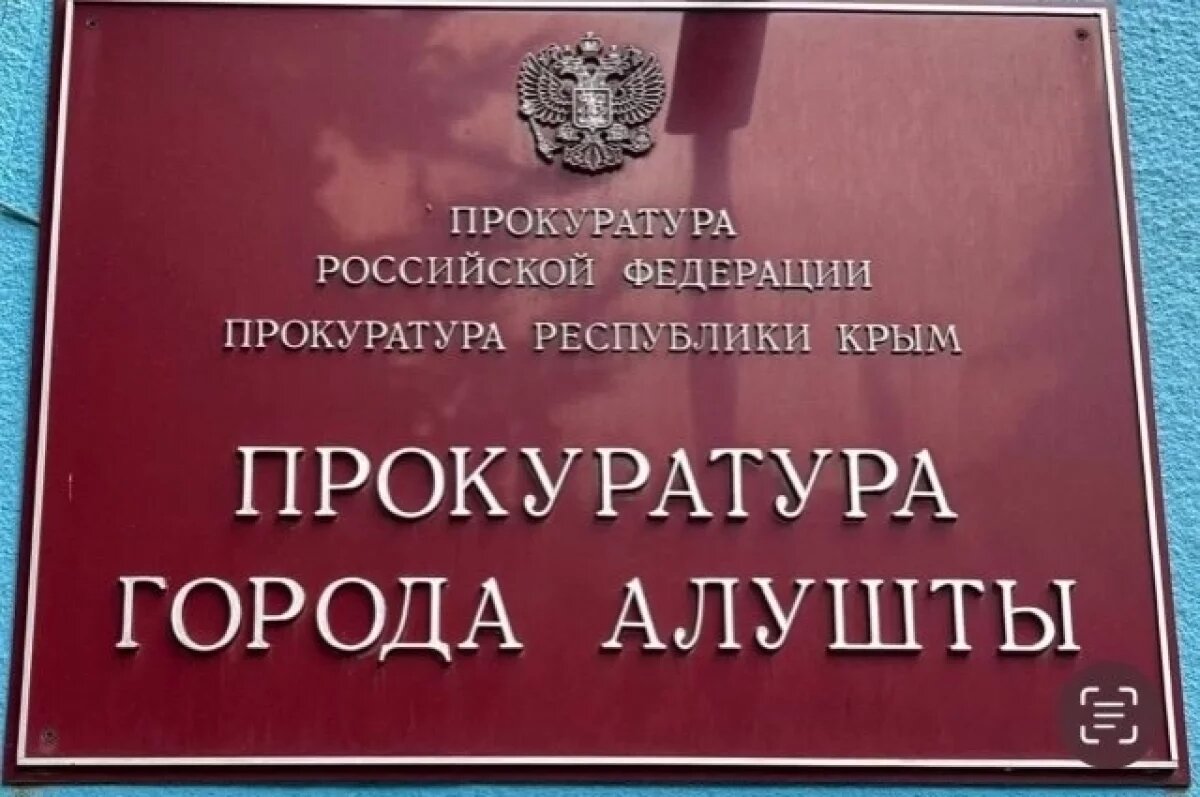 ПРОКУРАТУРА
РОССИЙСКОЙ ФЕДЕРАЦИИ
ПРОКУРАТУРА РЕСПУБЛИКИ КРЫМ
ПРОКУРАТУРА
ГОРОДА АЛУШТЫ